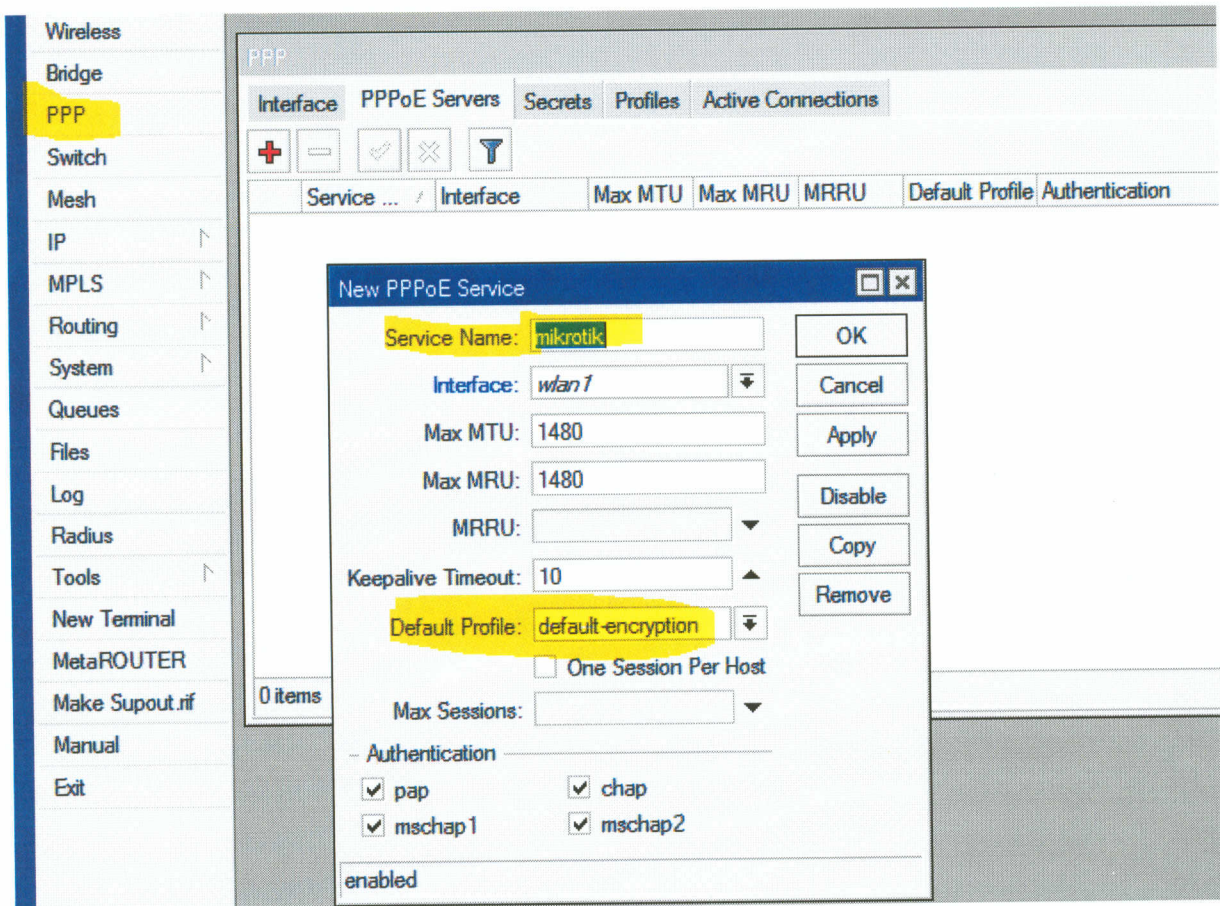 Wireless
Bridge
PPP
Switch
Mesh
IP
MPLS
Routing
System
Queues
Files
Log
Radius
Tools
New Terminal
MetaROUTER
Make Supout.rif
Manual
Exit
PPP
Interface PPPoE Servers Secrets Profiles Active Connections
Service ... Interface Max MTU Max MRU MRRU Default Profile Authentication
0 items
New PPPoE Service
Service Name: mikrotik
Interface: wlan1
Max MTU: 1480
Max MRU: 1480
MRRU:
Keepalive Timeout: 10
Default Profile: default-encryption
One Session Per Host
Max Sessions:
Authentication
pap chap
mschap1 mschap2
enabled
OK
Cancel
Apply
Disable
Copy
Remove